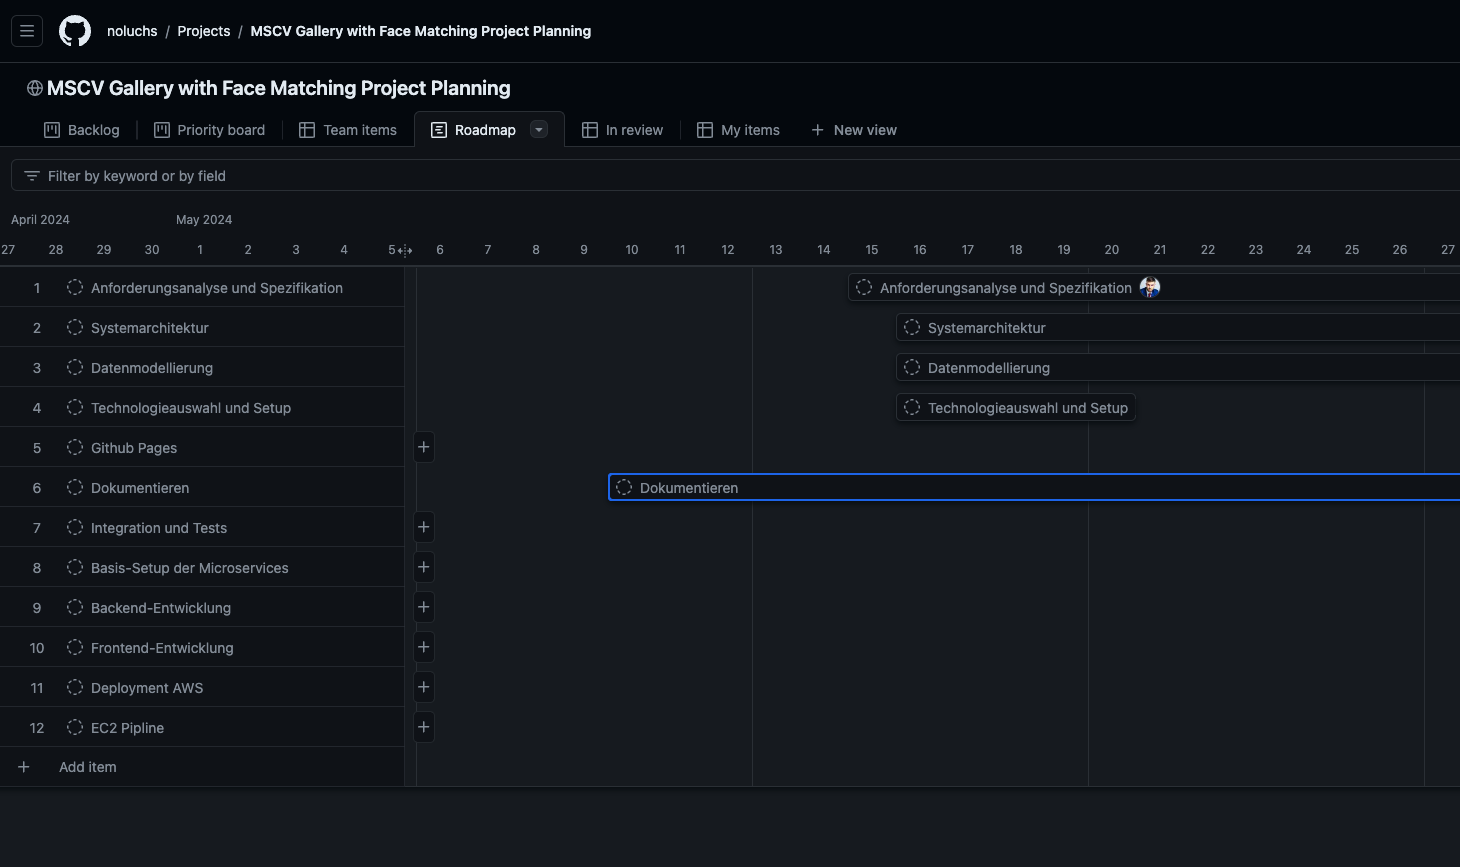 noluchs / Projects / MSCV Gallery with Face Matching Project Planning
MSCV Gallery with Face Matching Project Planning
Backlog Priority board Team items Roadmap In review My items + New view
Filter by keyword or by field
April 2024 May 2024
27 28 29 30 1 2 3 4 5 6 7 8 9 10 11 12 13 14 15 16 17 18 19 20 21 22 23 24 25 26 27
1 Anforderungsanalyse und Spezifikation Anforderungsanalyse und Spezifikation
2 Systemarchitektur Systemarchitektur
3 Datenmodellierung Datenmodellierung
4 Technologieauswahl und Setup Technologieauswahl und Setup
5 Github Pages +
6 Dokumentieren Dokumentieren
7 Integration und Tests +
8 Basis-Setup der Microservices +
9 Backend-Entwicklung +
10 Frontend-Entwicklung +
11 Deployment AWS +
12 EC2 Pipline +
+ Add item